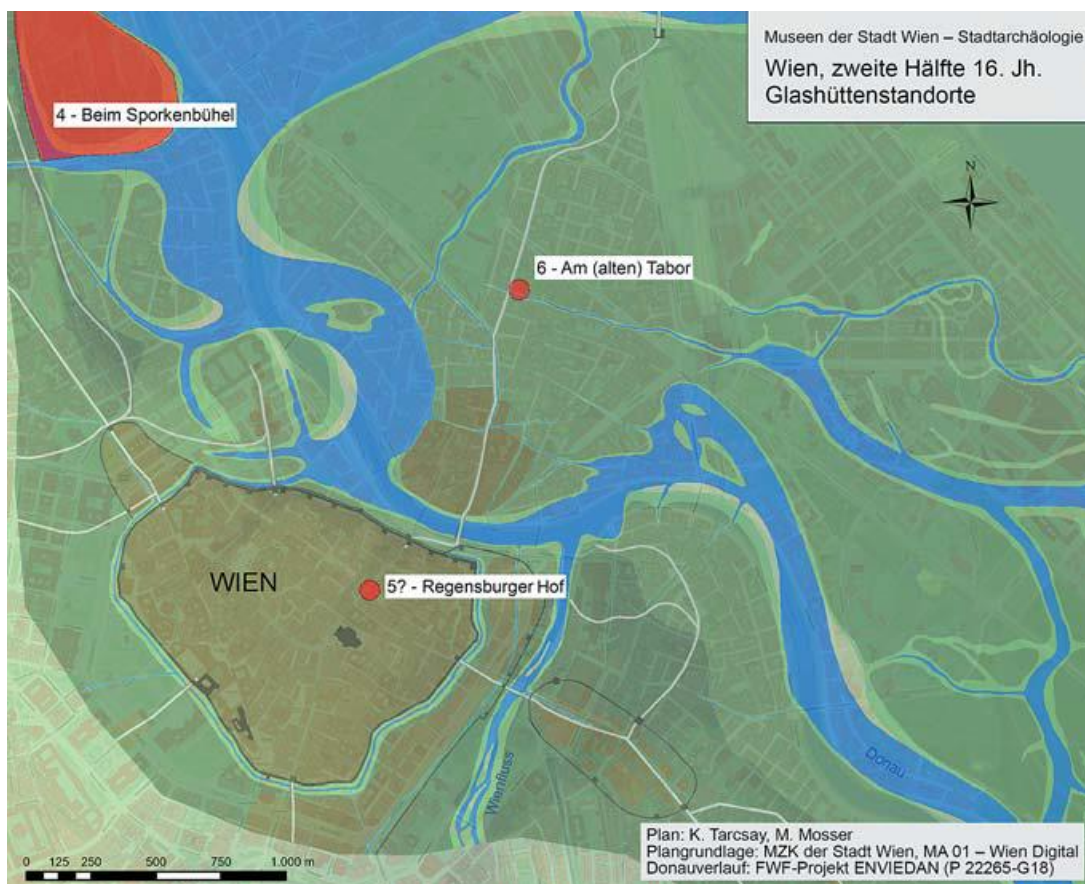 Museen der Stadt Wien – Stadtarchäologie
Wien, zweite Hälfte 16. Jh.
Glashüttenstandorte
4 - Beim Sporkenbühel
N
6 - Am (alten) Tabor
WIEN
5? - Regensburger Hof
Wienfluss
Donau
Plan: K. Tarcsay, M. Mosser
Plangrundlage: MZK der Stadt Wien, MA 01 – Wien Digital
Donauverlauf: FWF-Projekt ENVIEDAN (P 22265-G18)
0 125 250 500 750 1.000 m